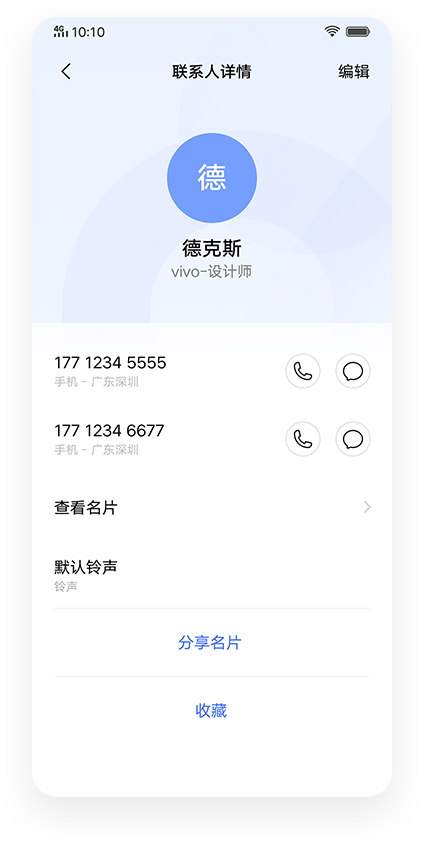 4G 10:10
联系人详情 编辑
德
德克斯
vivo-设计师
177 1234 5555
手机 - 广东深圳
177 1234 6677
手机 - 广东深圳
查看名片
默认铃声
铃声
分享名片
收藏